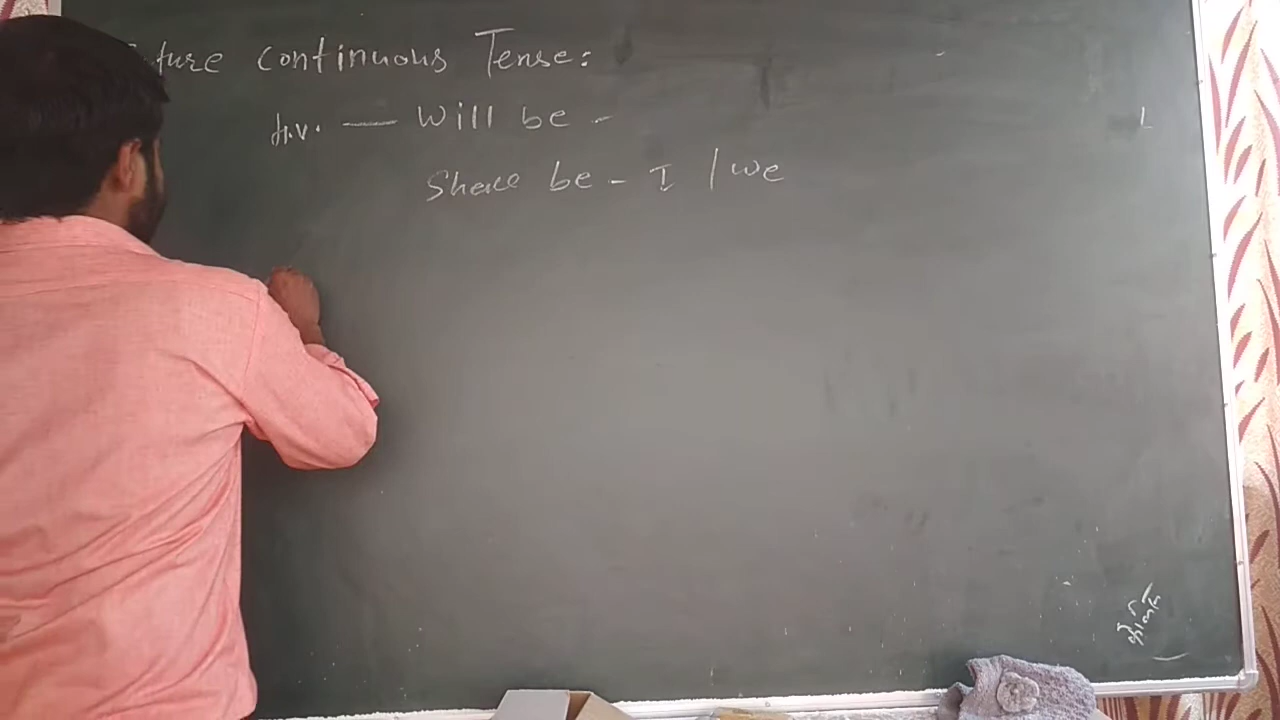 ture continuous Tense:
H.V. — Will be -
Shall be - I / we
L